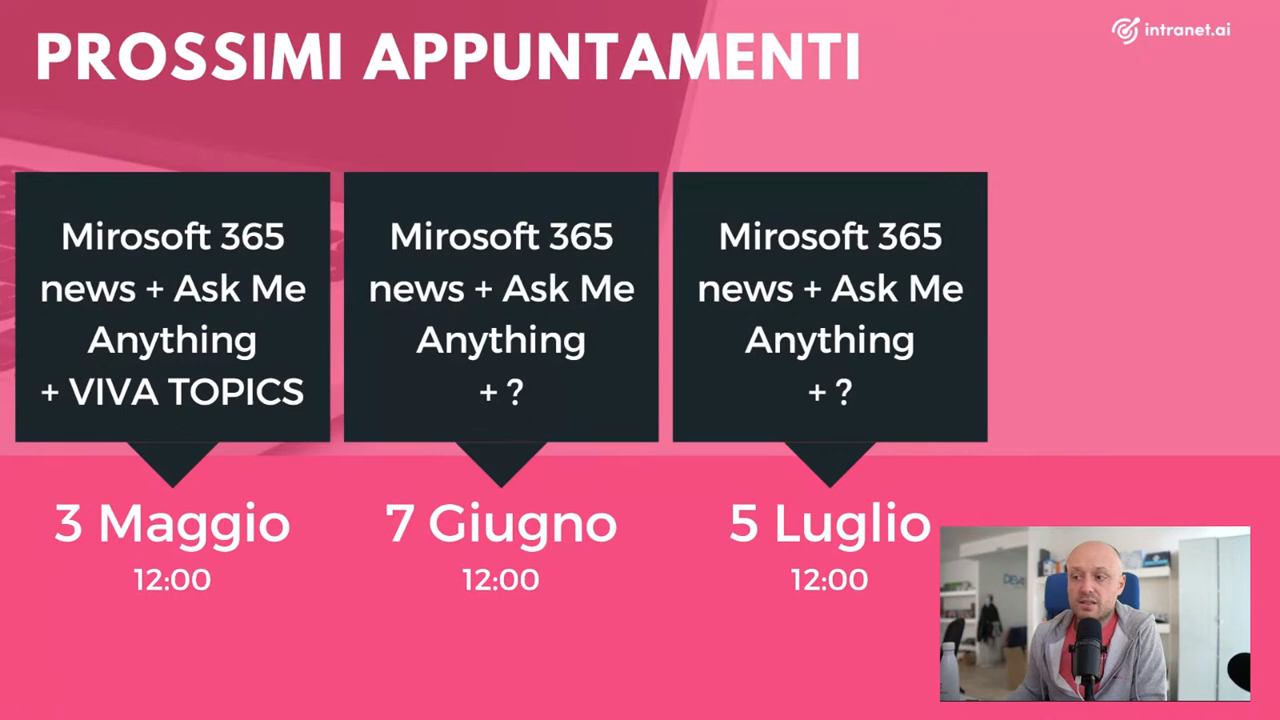 PROSSIMI APPUNTAMENTI
intranet.ai
Mirosoft 365
news + Ask Me
Anything
+ VIVA TOPICS
Mirosoft 365
news + Ask Me
Anything
+ ?
Mirosoft 365
news + Ask Me
Anything
+ ?
3 Maggio
12:00
7 Giugno
12:00
5 Luglio
12:00